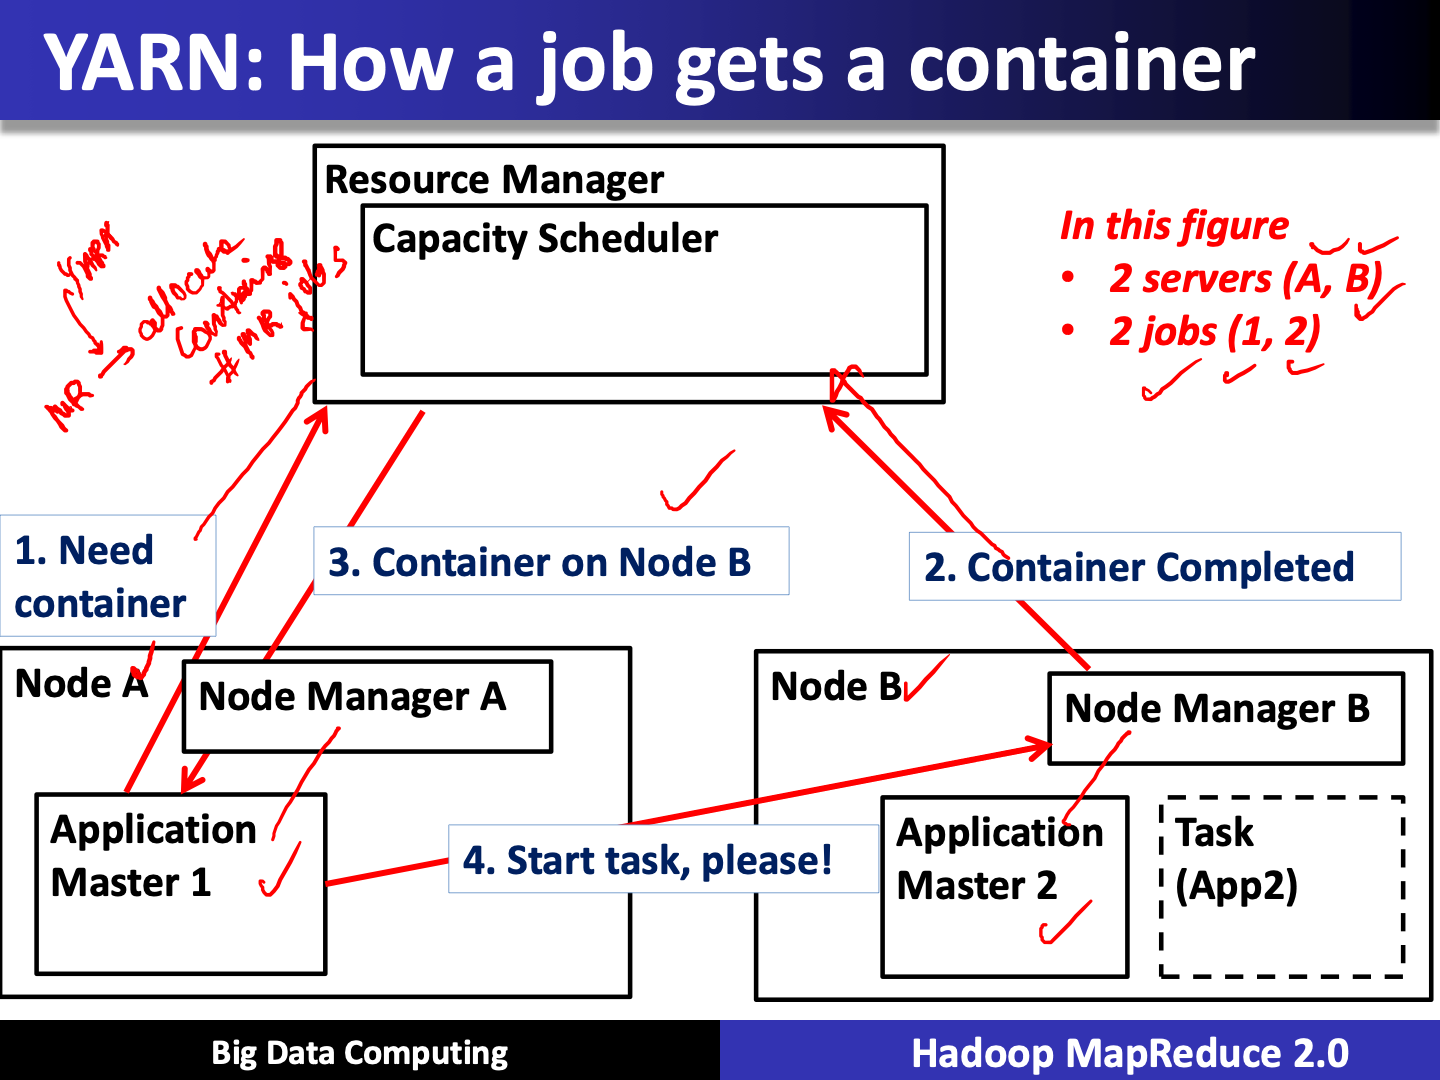 YARN: How a job gets a container
Resource Manager
Capacity Scheduler
In this figure
• 2 servers (A, B)
• 2 jobs (1, 2)
YARN
MR → allocate
Container
# MR jobs
1. Need
container
3. Container on Node B
2. Container Completed
Node A
Node Manager A
Application
Master 1
4. Start task, please!
Node B
Node Manager B
Application
Master 2
Task
(App2)
Big Data Computing
Hadoop MapReduce 2.0